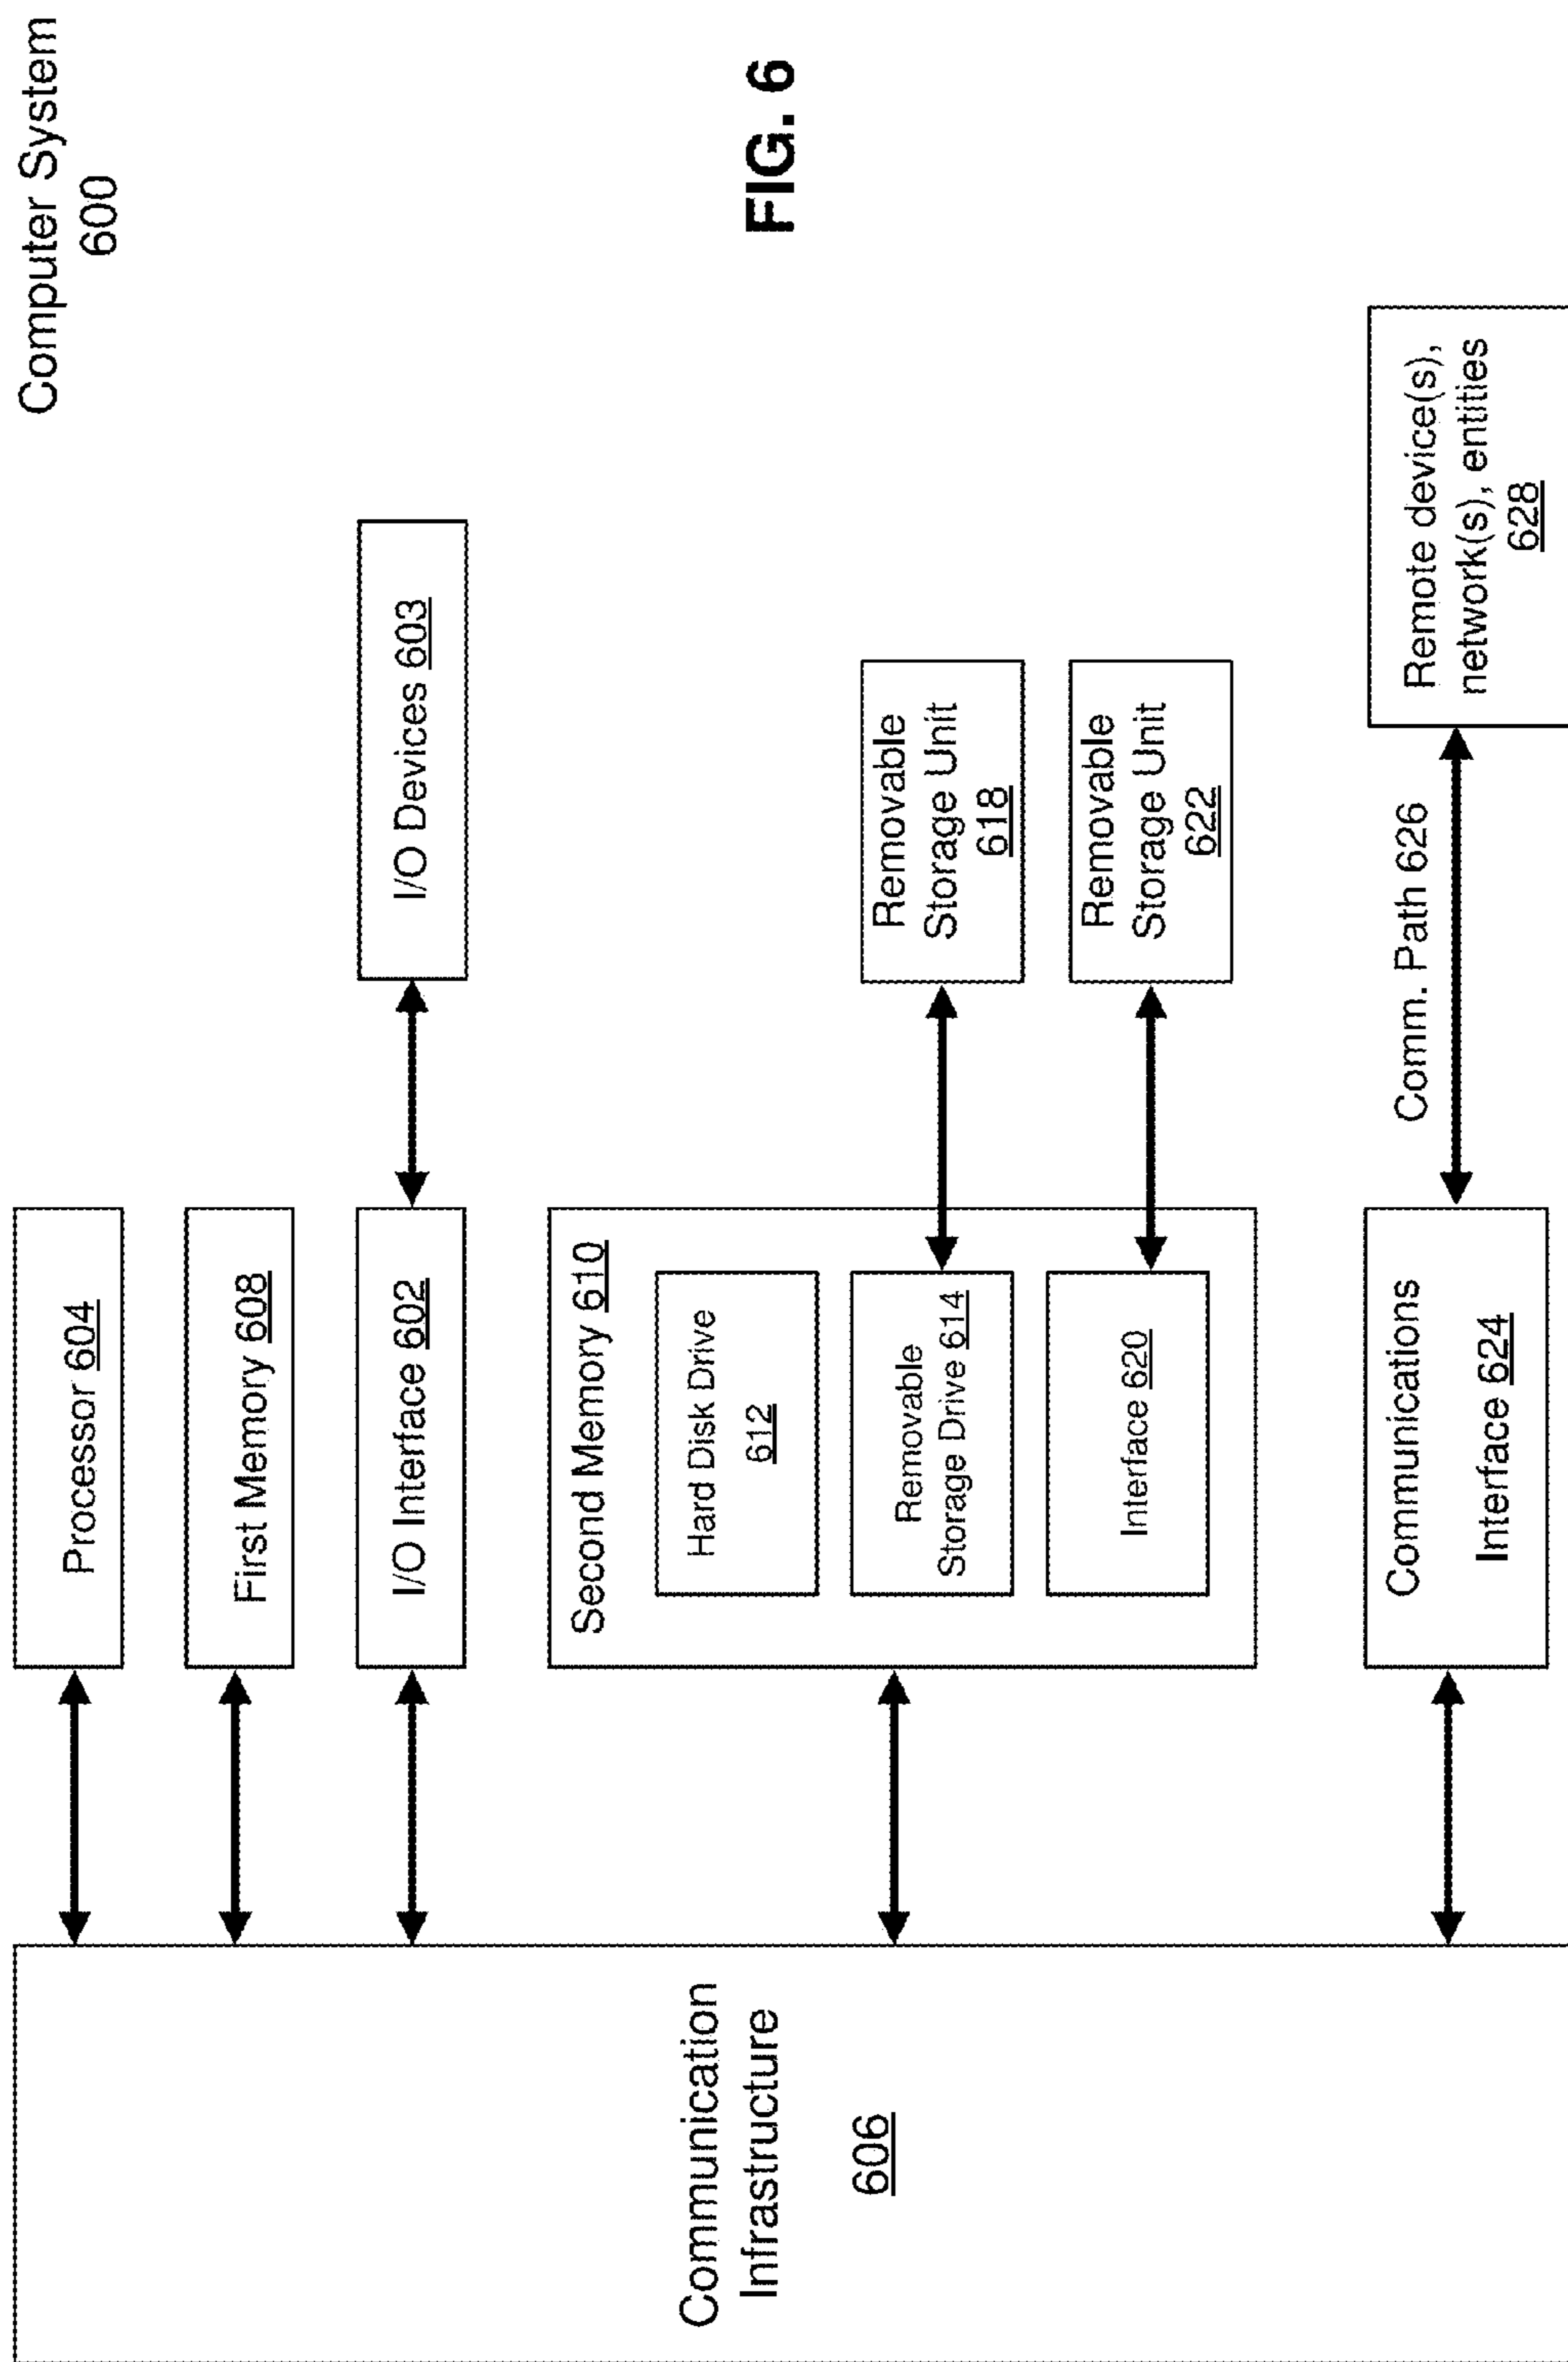 Computer System
600
Processor 604
First Memory 608
I/O Interface 602
I/O Devices 603
Second Memory 610
Hard Disk Drive
612
Removable
Storage Drive 614
Interface 620
Removable
Storage Unit
618
Removable
Storage Unit
622
Communications
Interface 624
Comm. Path 626
Remote device(s),
network(s), entities
628
Communication
Infrastructure
606
FIG. 6